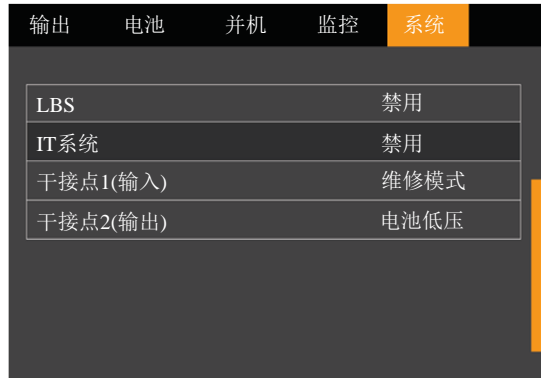 输出 电池 并机 监控 系统
LBS 禁用
IT系统 禁用
干接点1(输入) 维修模式
干接点2(输出) 电池低压